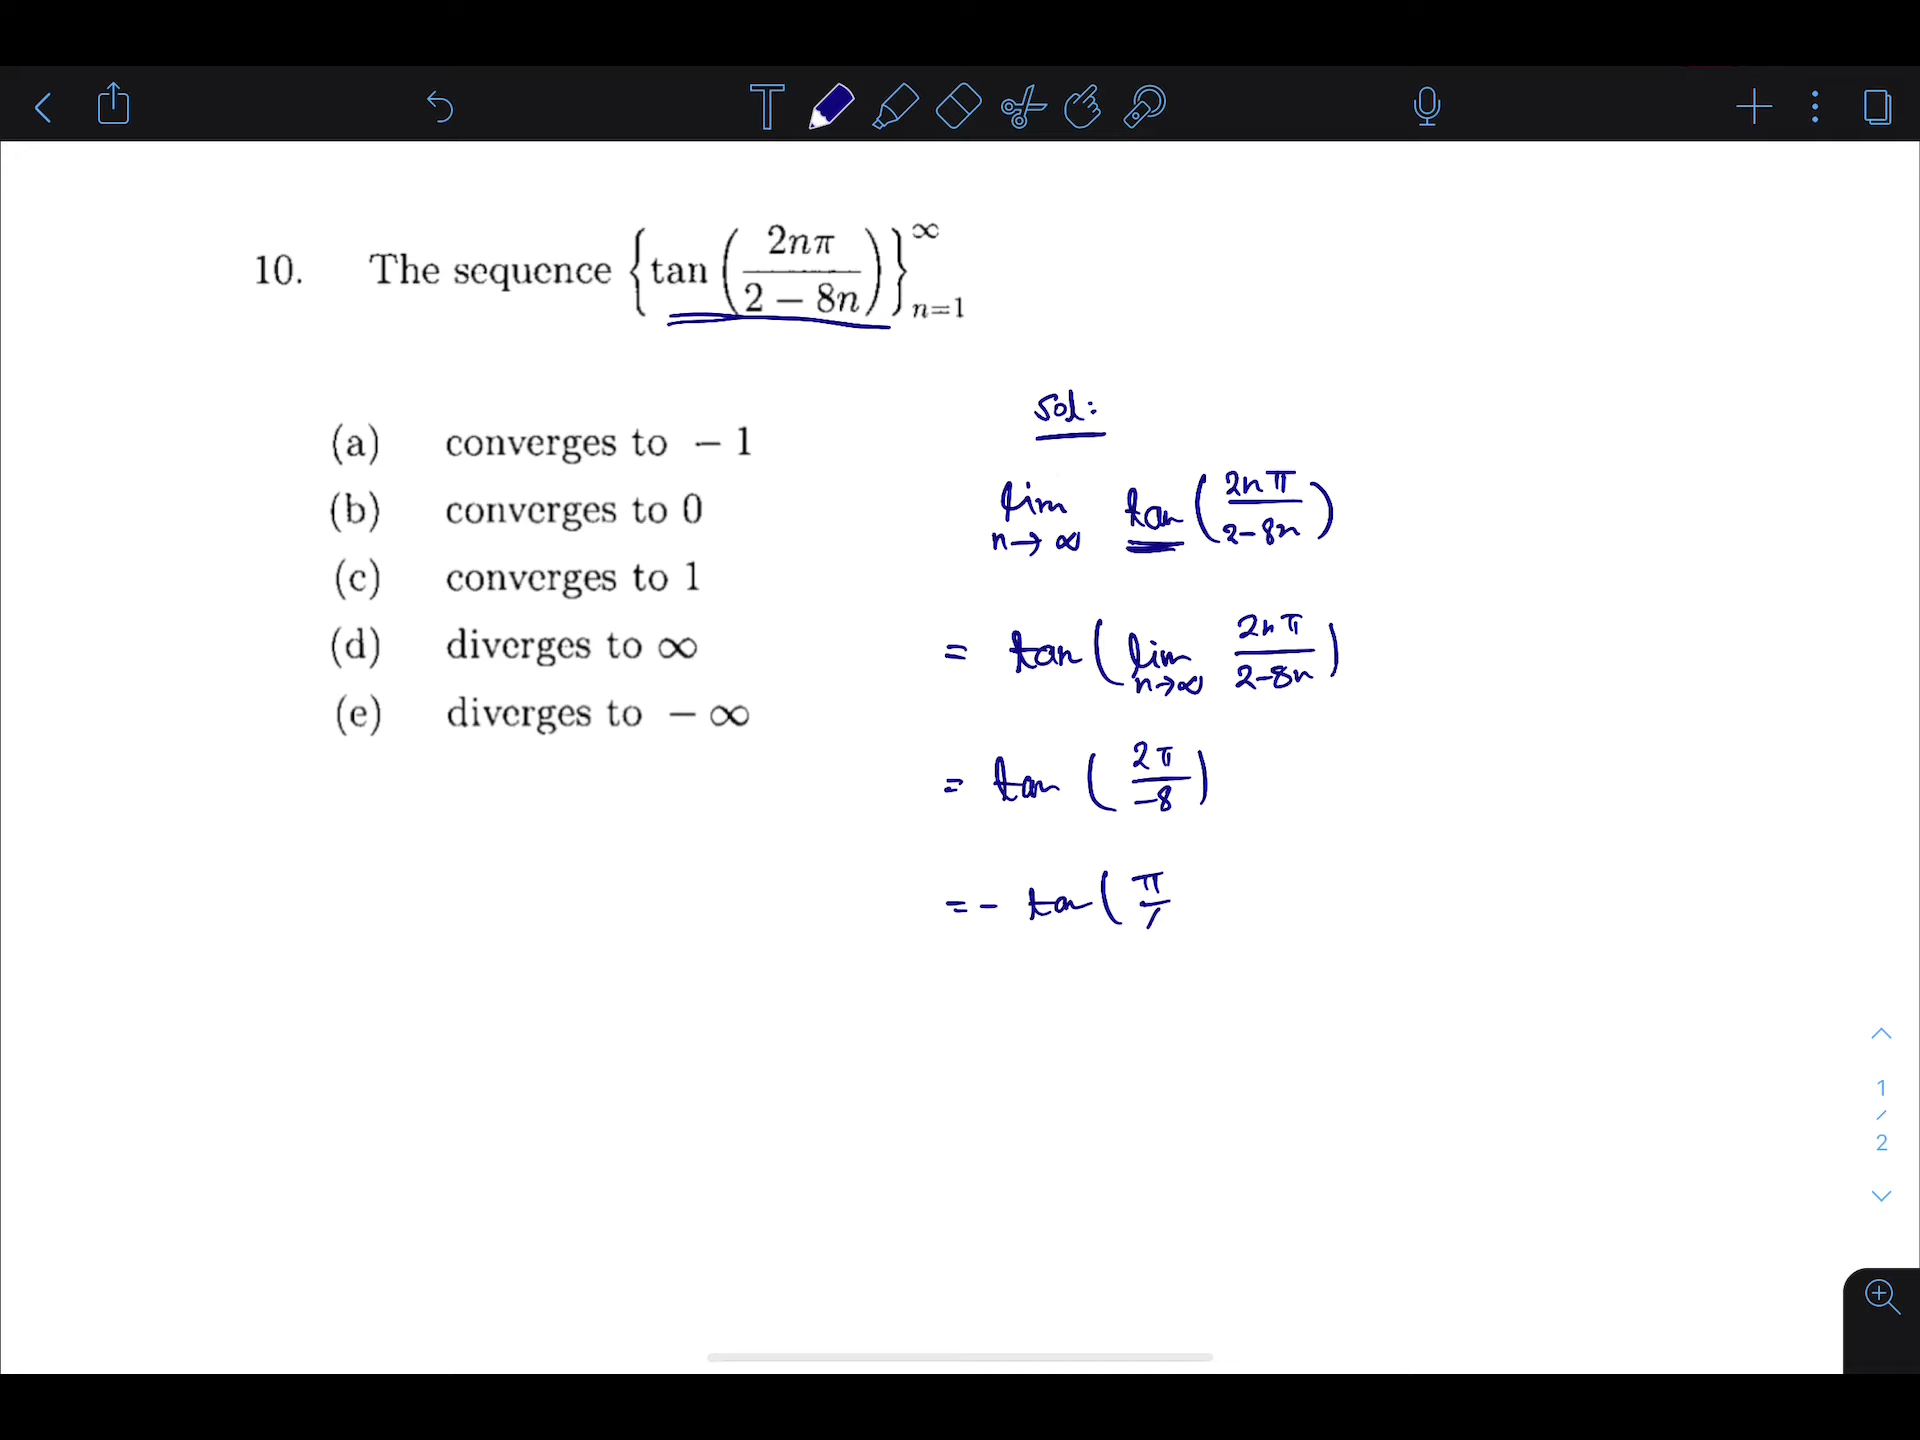 10. The sequence {tan (2nπ / 2 − 8n)}∞ n=1
(a) converges to − 1
(b) converges to 0
(c) converges to 1
(d) diverges to ∞
(e) diverges to − ∞
Sol:
lim n→∞ tan (2nπ / 2−8n)
= tan (lim n→∞ 2nπ / 2−8n)
= tan (2π / −8)
= − tan (π /
1
/
2